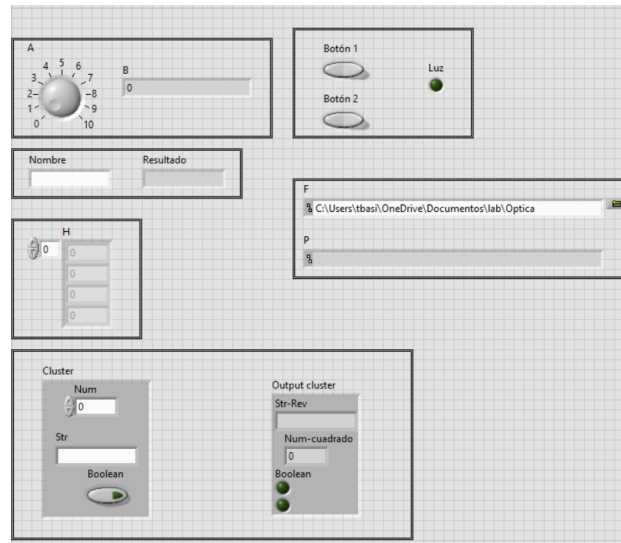 A
0 1 2 3 4 5 6 7 8 9 10
B
0
Botón 1
Botón 2
Luz
Nombre
Resultado
F
C:\Users\tbasi\OneDrive\Documentos\lab\Optica
P
H
0
0
0
0
0
Cluster
Num
0
Str
Boolean
Output cluster
Str-Rev
Num-cuadrado
0
Boolean